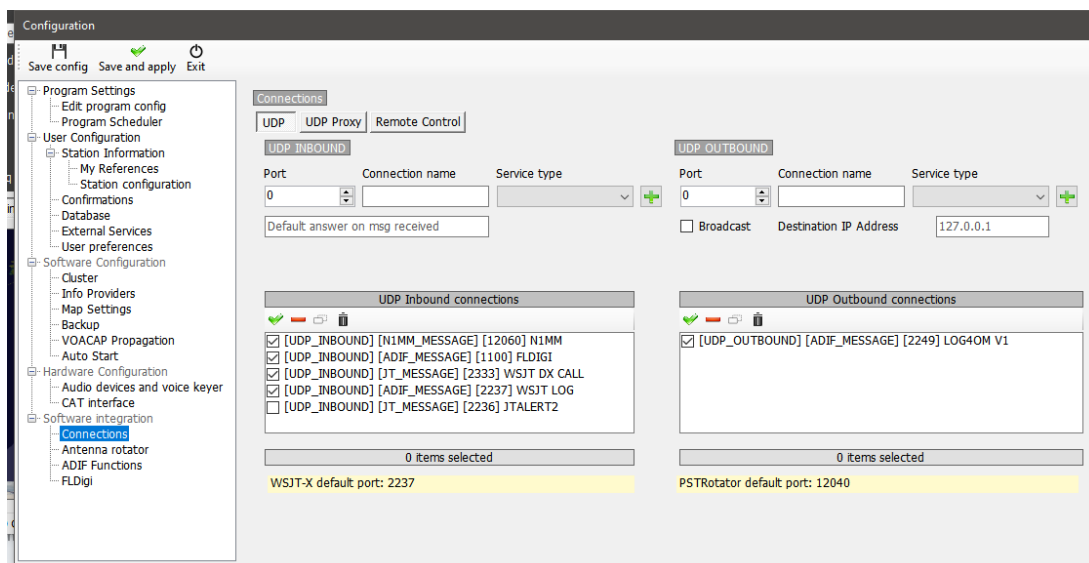 Configuration
Save config Save and apply Exit
Program Settings
Edit program config
Program Scheduler
User Configuration
Station Information
My References
Station configuration
Confirmations
Database
External Services
User preferences
Software Configuration
Cluster
Info Providers
Map Settings
Backup
VOACAP Propagation
Auto Start
Hardware Configuration
Audio devices and voice keyer
CAT interface
Software integration
Connections
Antenna rotator
ADIF Functions
FLDigi
Connections
UDP UDP Proxy Remote Control
UDP INBOUND
Port Connection name Service type
0
Default answer on msg received
UDP Inbound connections
[UDP_INBOUND] [N1MM_MESSAGE] [12060] N1MM
[UDP_INBOUND] [ADIF_MESSAGE] [1100] FLDIGI
[UDP_INBOUND] [JT_MESSAGE] [2333] WSJT DX CALL
[UDP_INBOUND] [ADIF_MESSAGE] [2237] WSJT LOG
[UDP_INBOUND] [JT_MESSAGE] [2236] JTALERT2
0 items selected
WSJT-X default port: 2237
UDP OUTBOUND
Port Connection name Service type
0
Broadcast Destination IP Address 127.0.0.1
UDP Outbound connections
[UDP_OUTBOUND] [ADIF_MESSAGE] [2249] LOG4OM V1
0 items selected
PSTRotator default port: 12040